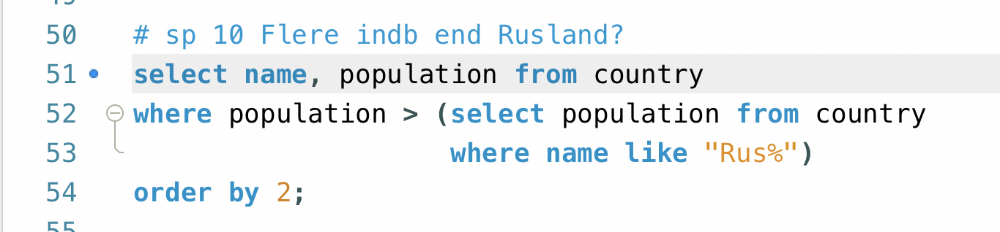 50 # sp 10 Flere indb end Rusland?
51 select name, population from country
52 where population > (select population from country
53 where name like "Rus%")
54 order by 2;